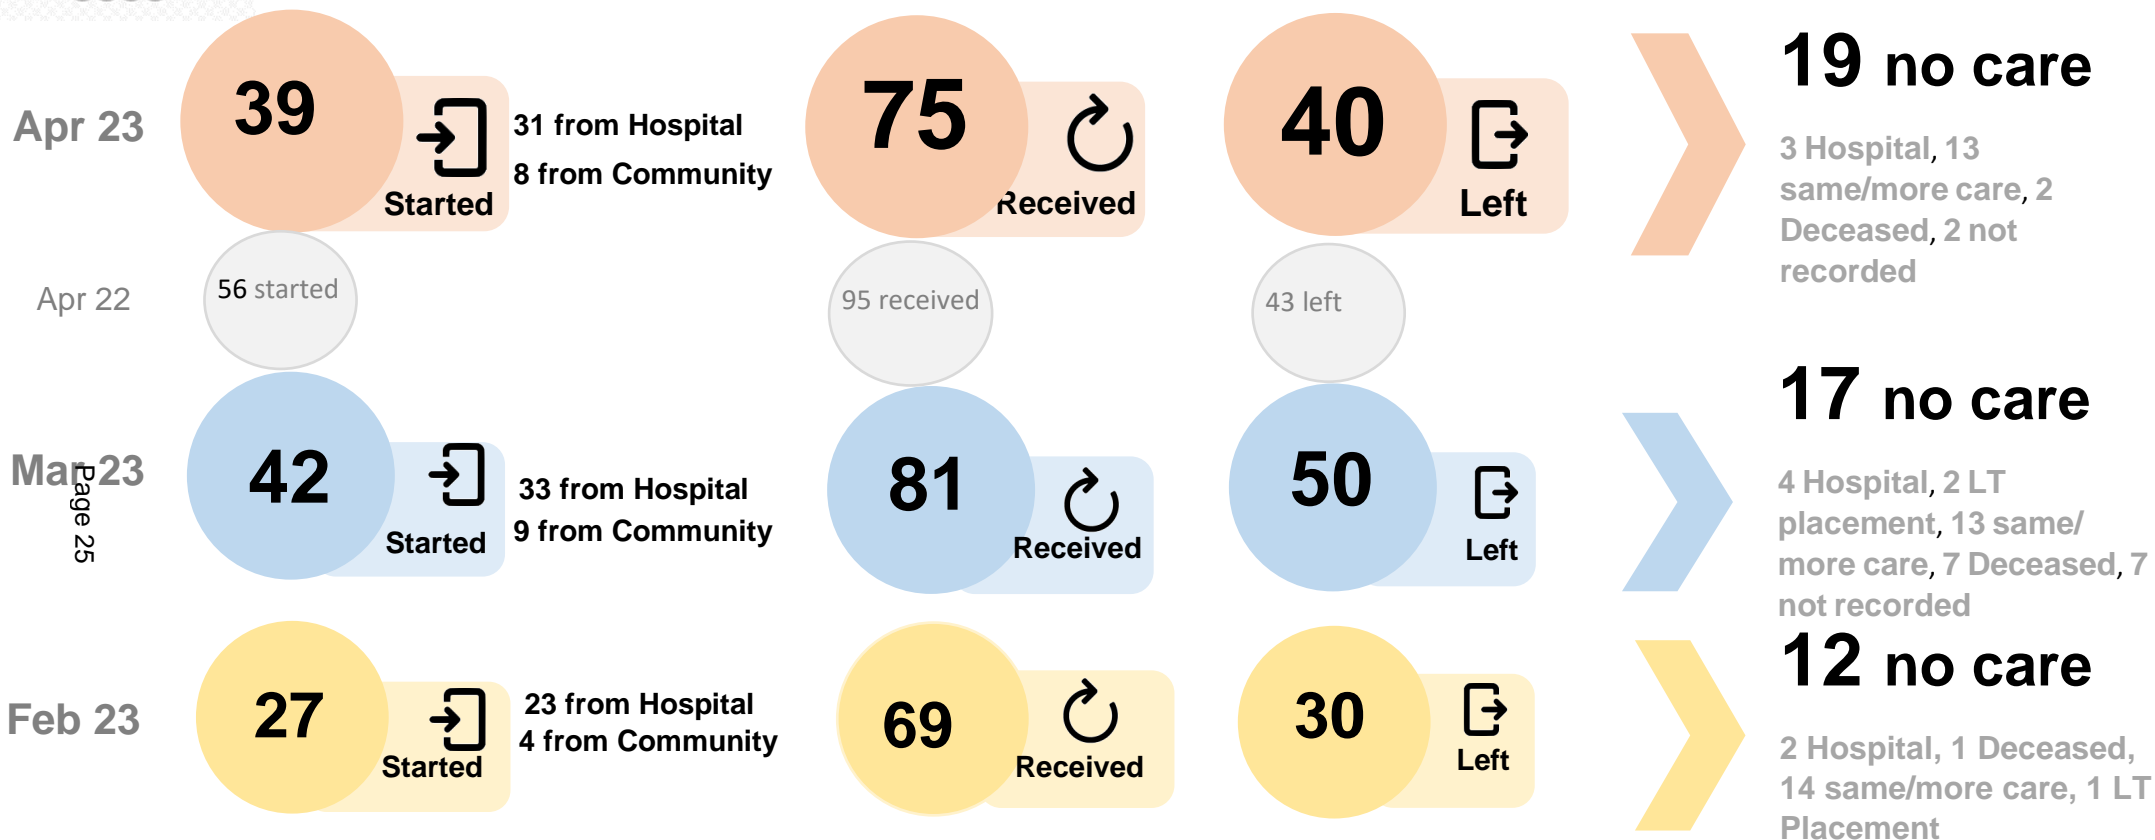 Apr 23
39
Started
31 from Hospital
8 from Community
75
Received
40
Left
19 no care
3 Hospital, 13
same/more care, 2
Deceased, 2 not
recorded
Apr 22
56 started
95 received
43 left
Mar 23
Page 25
42
Started
33 from Hospital
9 from Community
81
Received
50
Left
17 no care
4 Hospital, 2 LT
placement, 13 same/
more care, 7 Deceased, 7
not recorded
Feb 23
27
Started
23 from Hospital
4 from Community
69
Received
30
Left
12 no care
2 Hospital, 1 Deceased,
14 same/more care, 1 LT
Placement